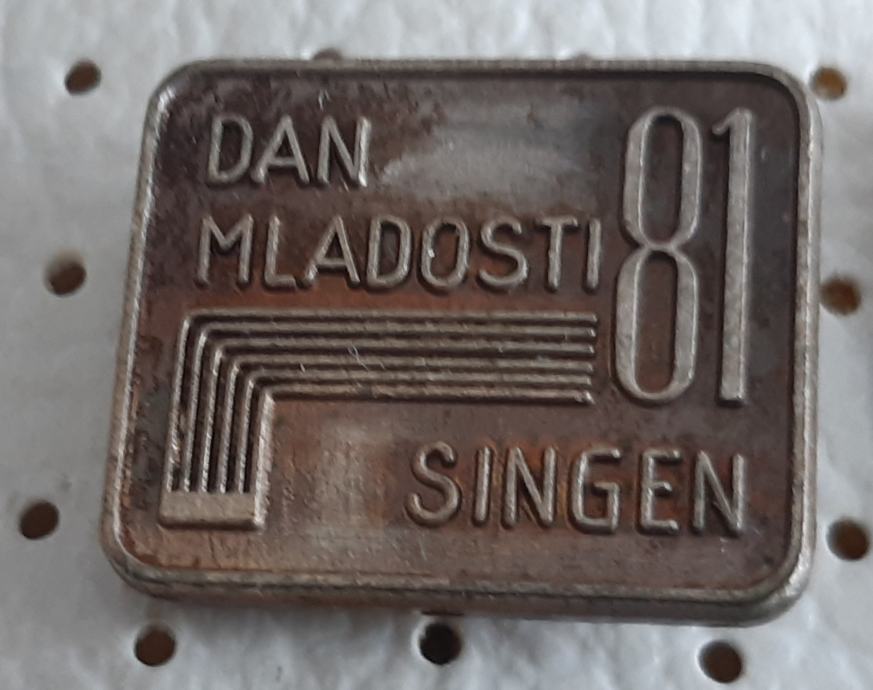 DAN
MLADOSTI 81
SINGEN